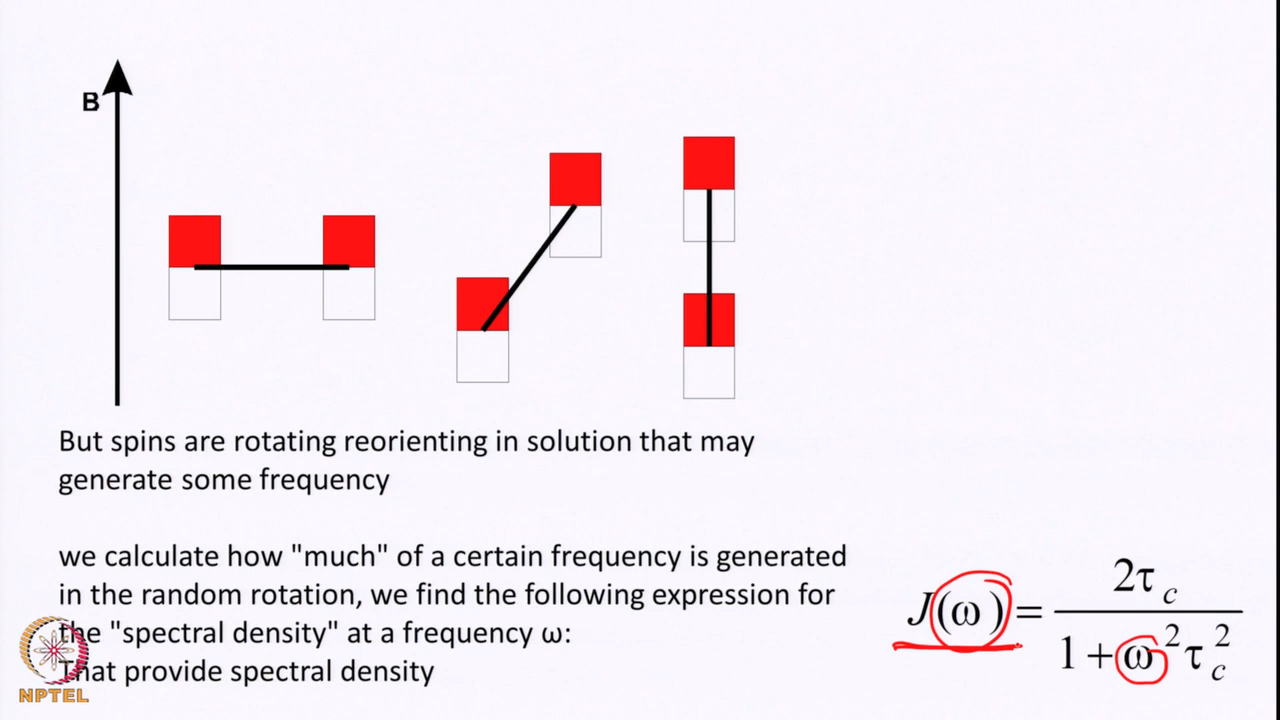 B
But spins are rotating reorienting in solution that may
generate some frequency
we calculate how "much" of a certain frequency is generated
in the random rotation, we find the following expression for
the "spectral density" at a frequency ω:
That provide spectral density
J(ω) = 2τc / 1 + ω²τc²
NPTEL